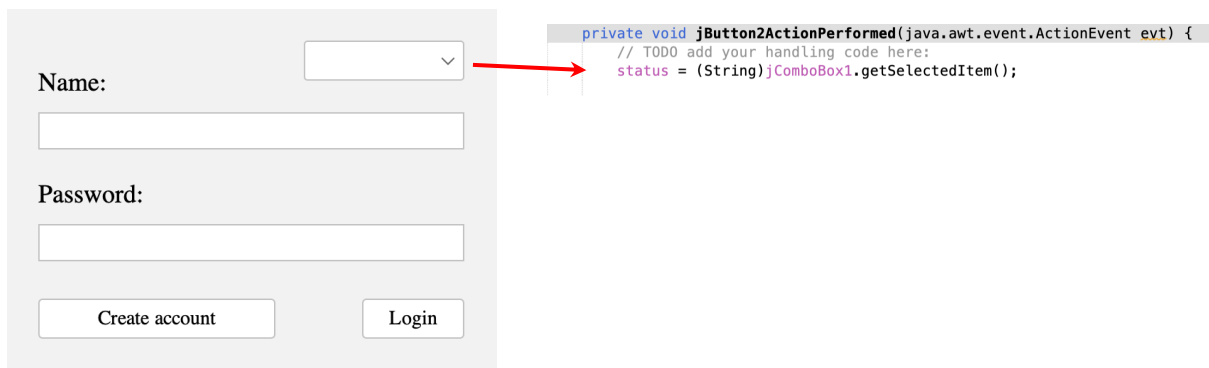 Name:
Password:
Create account
Login
private void jButton2ActionPerformed(java.awt.event.ActionEvent evt) {
// TODO add your handling code here:
status = (String)jComboBox1.getSelectedItem();